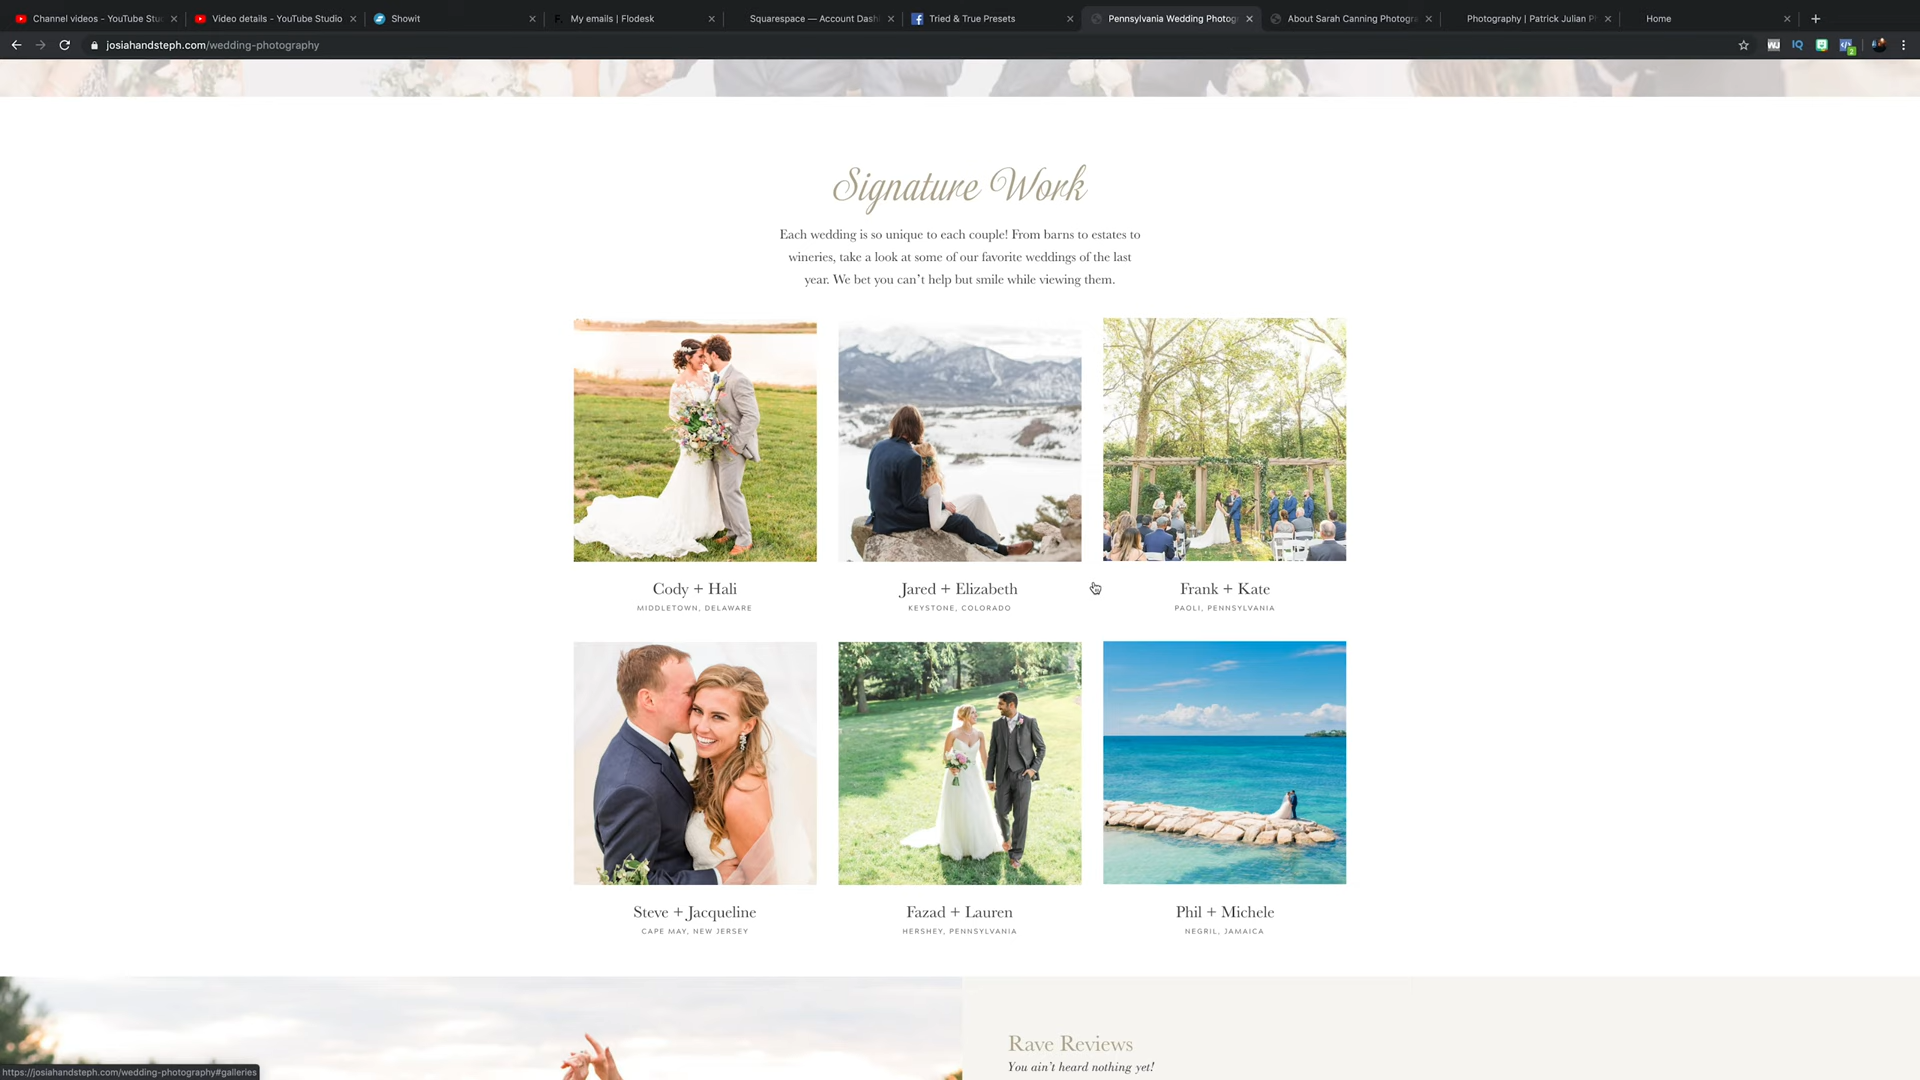 Channel videos - YouTube Stu
Video details - YouTube Studio
Showit
My emails | Flodesk
Squarespace — Account Dash
Tried & True Presets
Pennsylvania Wedding Photog
About Sarah Canning Photogra
Photography | Patrick Julian P
Home
josiahandsteph.com/wedding-photography
Signature Work
Each wedding is so unique to each couple! From barns to estates to
wineries, take a look at some of our favorite weddings of the last
year. We bet you can't help but smile while viewing them.
Cody + Hali
MIDDLETOWN, DELAWARE
Jared + Elizabeth
KEYSTONE, COLORADO
Frank + Kate
PAOLI, PENNSYLVANIA
Steve + Jacqueline
CAPE MAY, NEW JERSEY
Fazad + Lauren
HERSHEY, PENNSYLVANIA
Phil + Michele
NEGRIL, JAMAICA
Rave Reviews
You ain't heard nothing yet!
https://josiahandsteph.com/wedding-photography#galleries